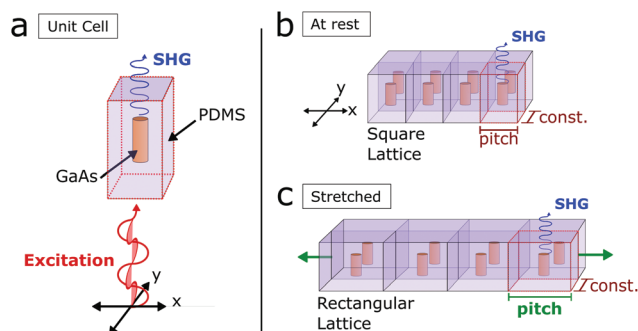 a
Unit Cell
SHG
PDMS
GaAs
Excitation
y
x
b
At rest
SHG
y
x
Square
Lattice
pitch
const.
c
Stretched
SHG
Rectangular
Lattice
pitch
const.